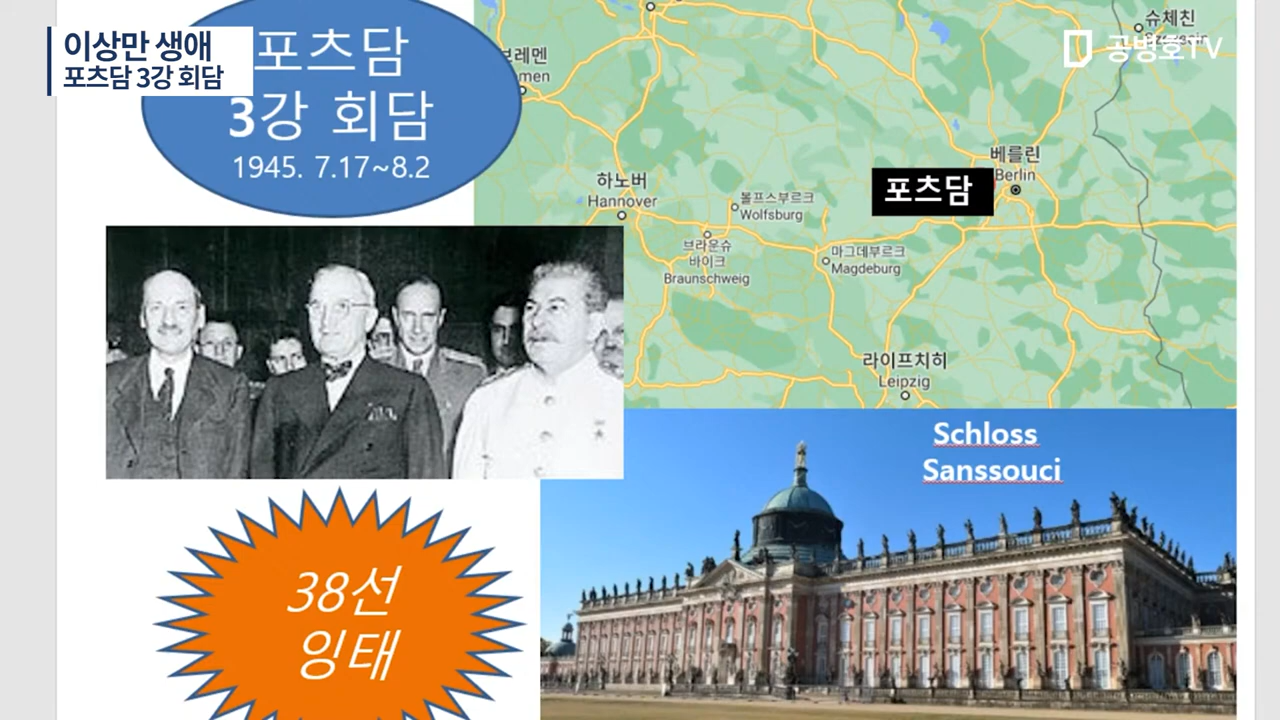 이상만 생애
포츠담 3강 회담
포츠담
3강 회담
1945. 7.17~8.2
공병호TV
슈체친
브레멘
men
베를린
Berlin
포츠담
하노버
Hannover
볼프스부르크
Wolfsburg
브라운슈
바이크
Braunschweig
마그데부르크
Magdeburg
라이프치히
Leipzig
Schloss
Sanssouci
38선
잉태